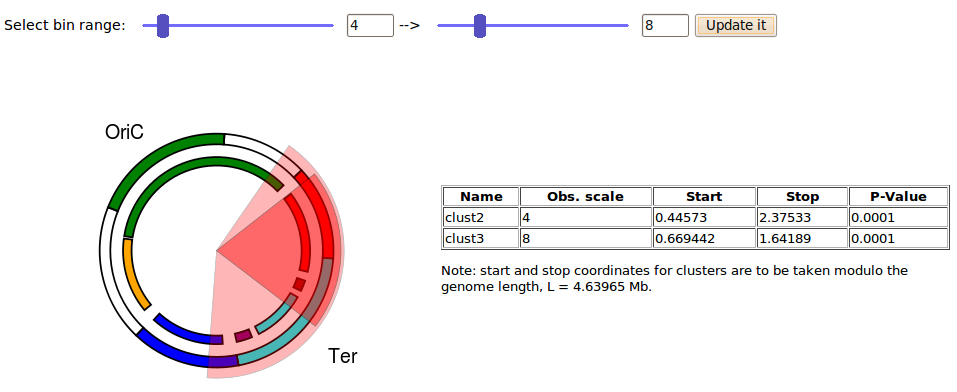 Select bin range: 4 --> 8 Update it
OriC
Ter
Name Obs. scale Start Stop P-Value
clust2 4 0.44573 2.37533 0.0001
clust3 8 0.669442 1.64189 0.0001
Note: start and stop coordinates for clusters are to be taken modulo the
genome length, L = 4.63965 Mb.